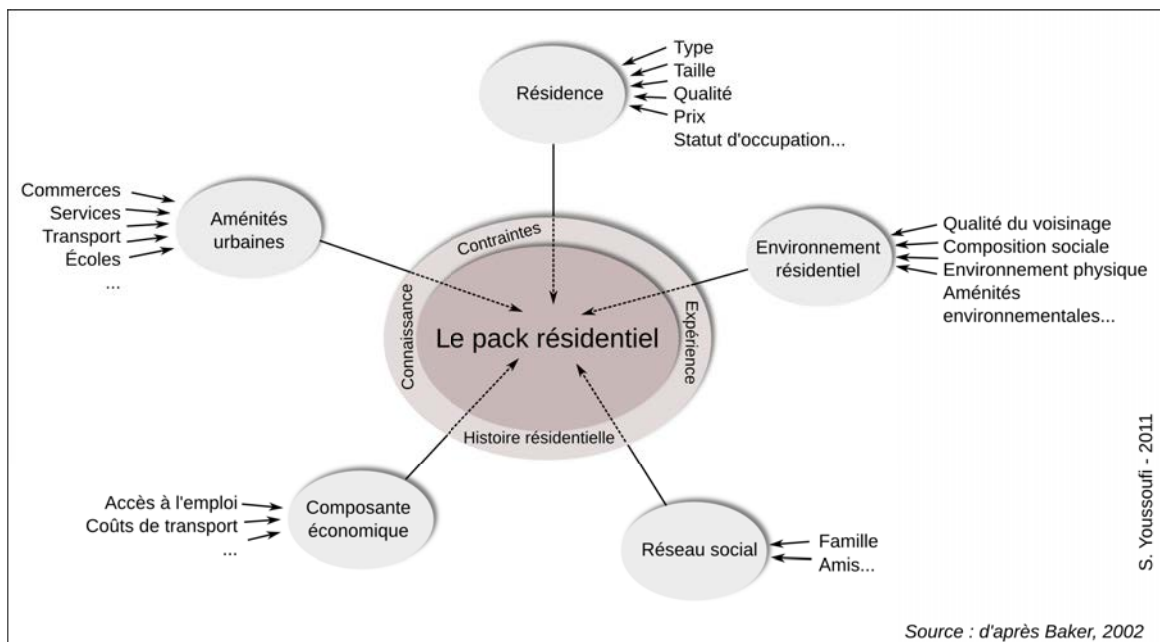 Résidence
Type
Taille
Qualité
Prix
Statut d'occupation...
Commerces
Services
Transport
Écoles
...
Aménités
urbaines
Environnement
résidentiel
Qualité du voisinage
Composition sociale
Environnement physique
Aménités
environnementales...
Contraintes
Connaissance
Expérience
Le pack résidentiel
Histoire résidentielle
Accès à l'emploi
Coûts de transport
...
Composante
économique
Réseau social
Famille
Amis...
S. Youssoufi - 2011
Source : d'après Baker, 2002